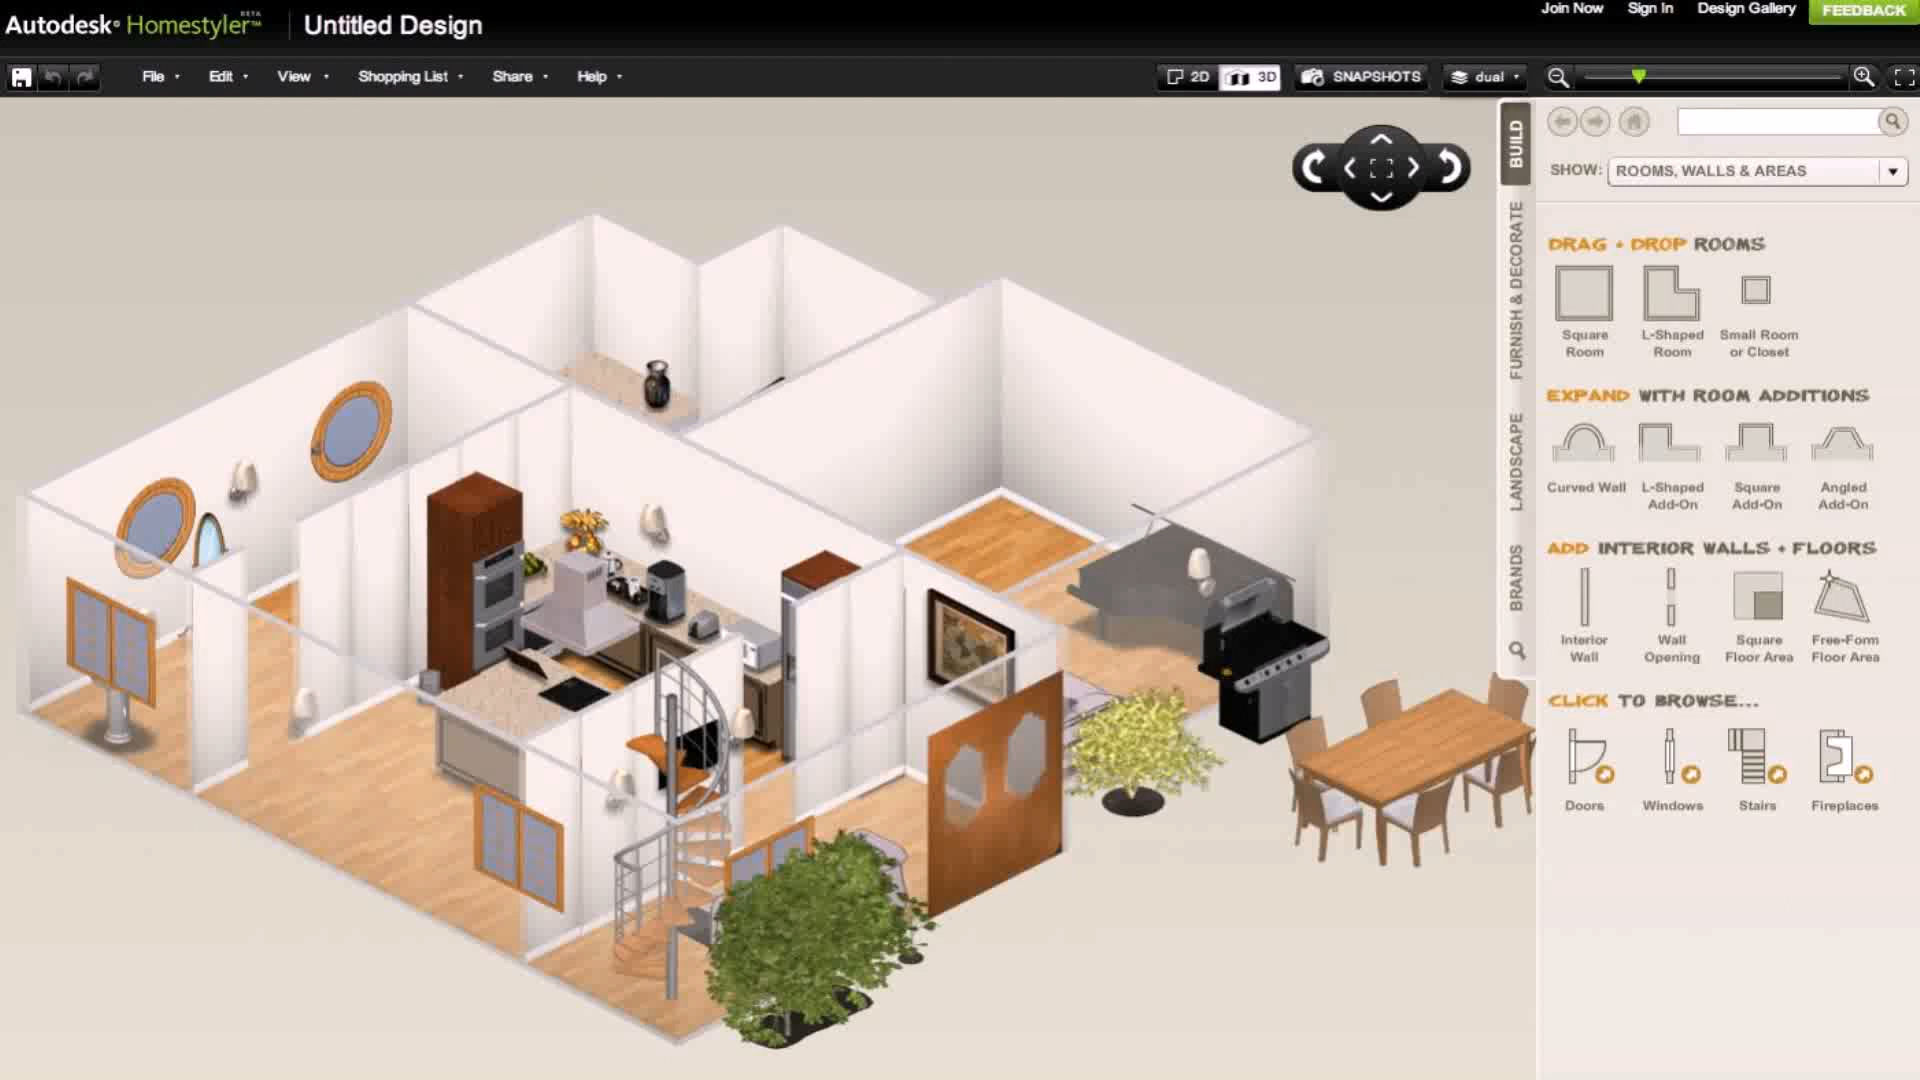 Autodesk® Homestyler™ BETA
Untitled Design
Join Now Sign In Design Gallery FEEDBACK
File Edit View Shopping List Share Help
2D 3D SNAPSHOTS dual
BUILD
FURNISH & DECORATE
LANDSCAPE
BRANDS
SHOW: ROOMS, WALLS & AREAS
DRAG + DROP ROOMS
Square Room
L-Shaped Room
Small Room or Closet
EXPAND WITH ROOM ADDITIONS
Curved Wall
L-Shaped Add-On
Square Add-On
Angled Add-On
ADD INTERIOR WALLS + FLOORS
Interior Wall
Wall Opening
Square Floor Area
Free-Form Floor Area
CLICK TO BROWSE...
Doors Windows Stairs Fireplaces